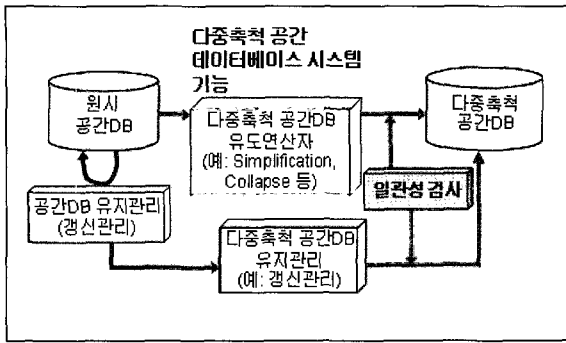 다중축척 공간
데이터베이스 시스템
기능
원시
공간DB
다중축척 공간DB
유도연산자
(예: Simplification,
Collapse 등)
다중축척
공간DB
일관성 검사
공간DB 유지관리
(갱신관리)
다중축척 공간DB
유지관리
(예: 갱신관리)